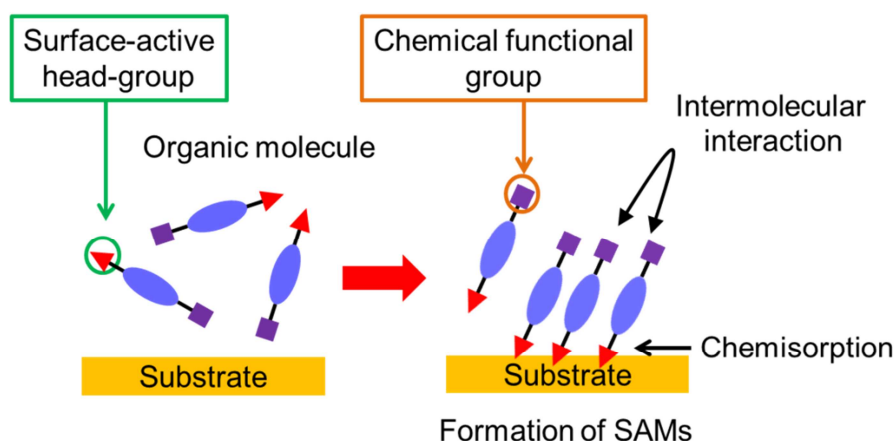 Surface-active
head-group
Chemical functional
group
Intermolecular
interaction
Organic molecule
Chemisorption
Substrate
Substrate
Formation of SAMs